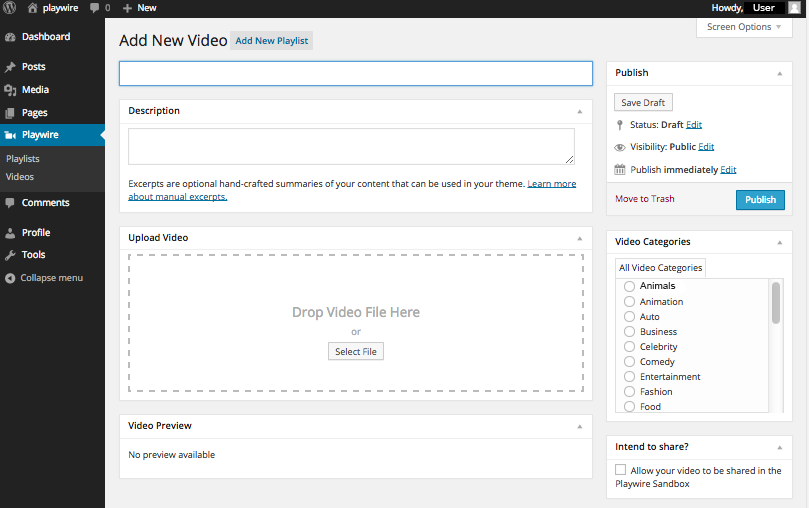 playwire 0 + New Howdy, User
Screen Options
Dashboard
Posts
Media
Pages
Playwire
Playlists
Videos
Comments
Profile
Tools
Collapse menu
Add New Video Add New Playlist
Description
Excerpts are optional hand-crafted summaries of your content that can be used in your theme. Learn more
about manual excerpts.
Upload Video
Drop Video File Here
or
Select File
Video Preview
No preview available
Publish
Save Draft
Status: Draft Edit
Visibility: Public Edit
Publish immediately Edit
Move to Trash Publish
Video Categories
All Video Categories
Animals
Animation
Auto
Business
Celebrity
Comedy
Entertainment
Fashion
Food
Intend to share?
Allow your video to be shared in the
Playwire Sandbox